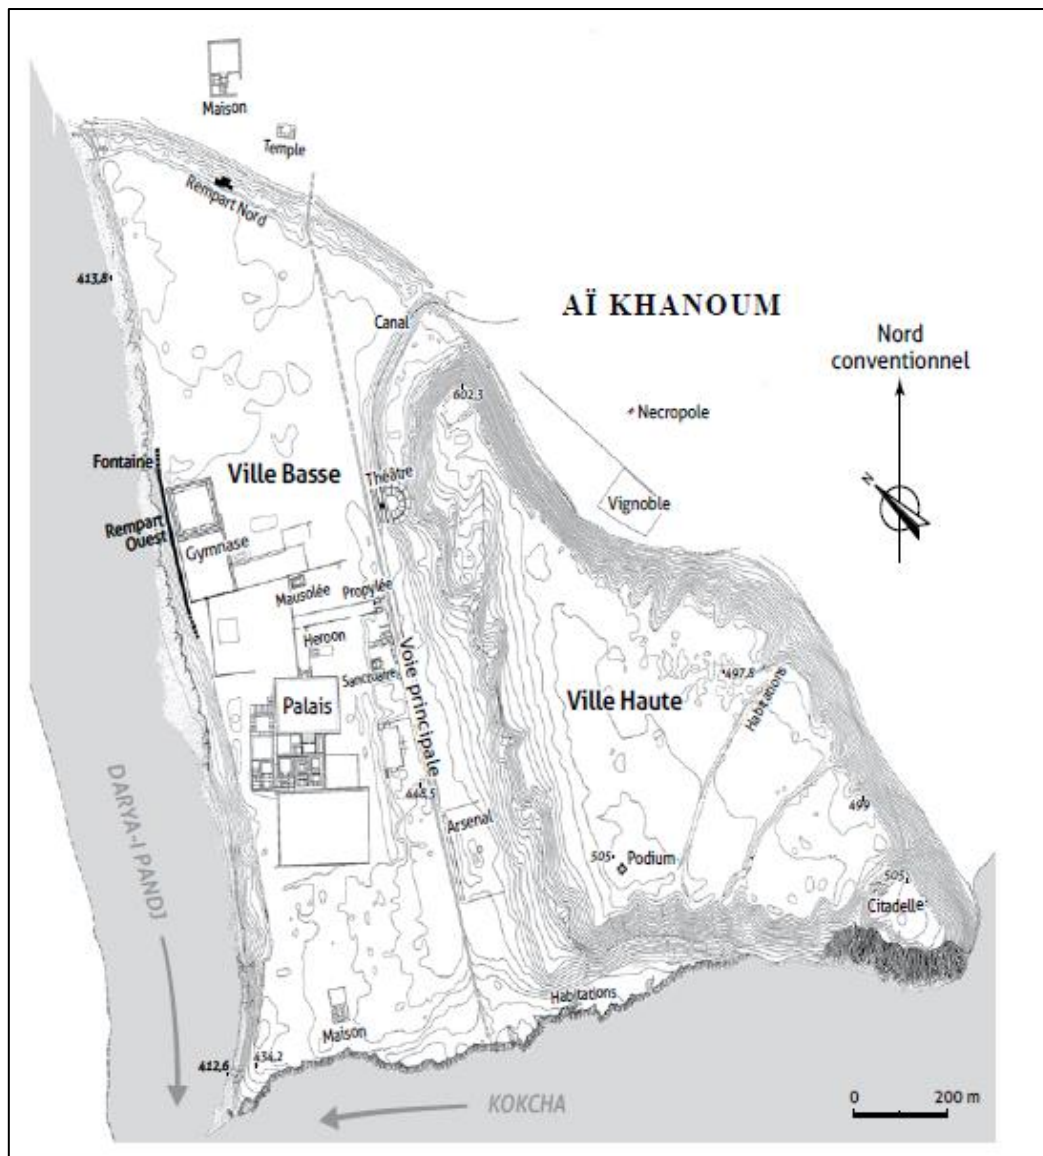 Maison
Temple
Rempart Nord
413,8
AÏ KHANOUM
Canal
Nord
conventionnel
602,3
Necropole
N
Fontaine
Ville Basse
Théâtre
Vignoble
Rempart
Ouest
Gymnase
Mausolée
Propylée
Heroon
Sanctuaire
Voie principale
497,8
Habitations
Palais
Ville Haute
448,5
499
Arsenal
DARYA-I PANDJ
505
Podium
505
Citadelle
Habitations
Maison
412,6
434,2
KOKCHA
0 200 m